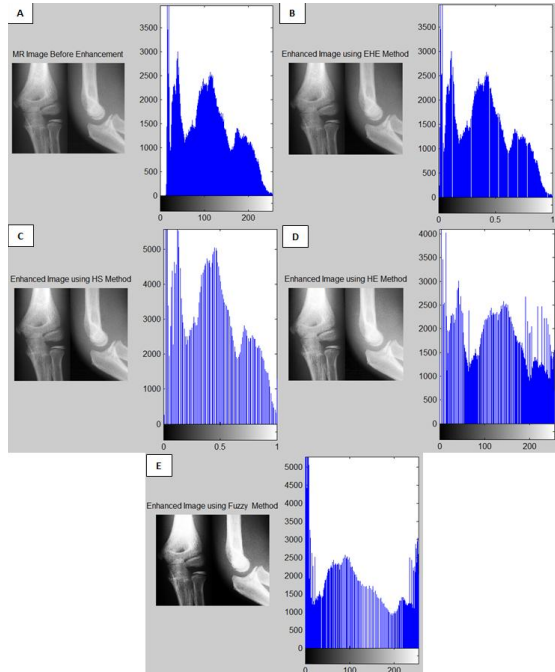 A
MR Image Before Enhancement
3500
3000
2500
2000
1500
1000
500
0
0 100 200
B
Enhanced Image using EHE Method
3500
3000
2500
2000
1500
1000
500
0
0 0.5 1
C
Enhanced Image using HS Method
5000
4000
3000
2000
1000
0
0 0.5 1
D
Enhanced Image using HE Method
4000
3500
3000
2500
2000
1500
1000
500
0
0 100 200
E
Enhanced Image using Fuzzy Method
5000
4500
4000
3500
3000
2500
2000
1500
1000
500
0
0 100 200